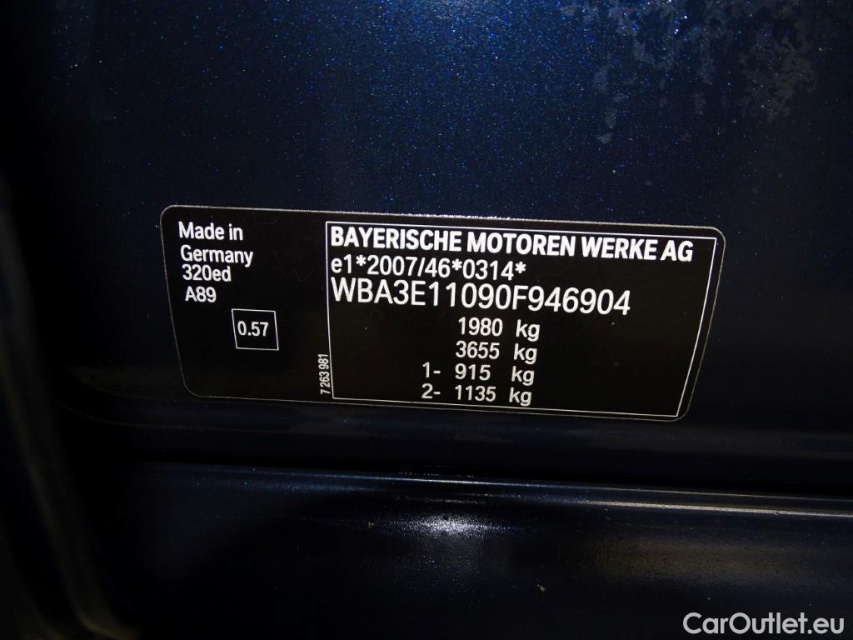 Made in
Germany
320ed
A89
0.57
7 263 981
BAYERISCHE MOTOREN WERKE AG
e1*2007/46*0314*
WBA3E11090F946904
1980 kg
3655 kg
1- 915 kg
2- 1135 kg
CarOutlet.eu